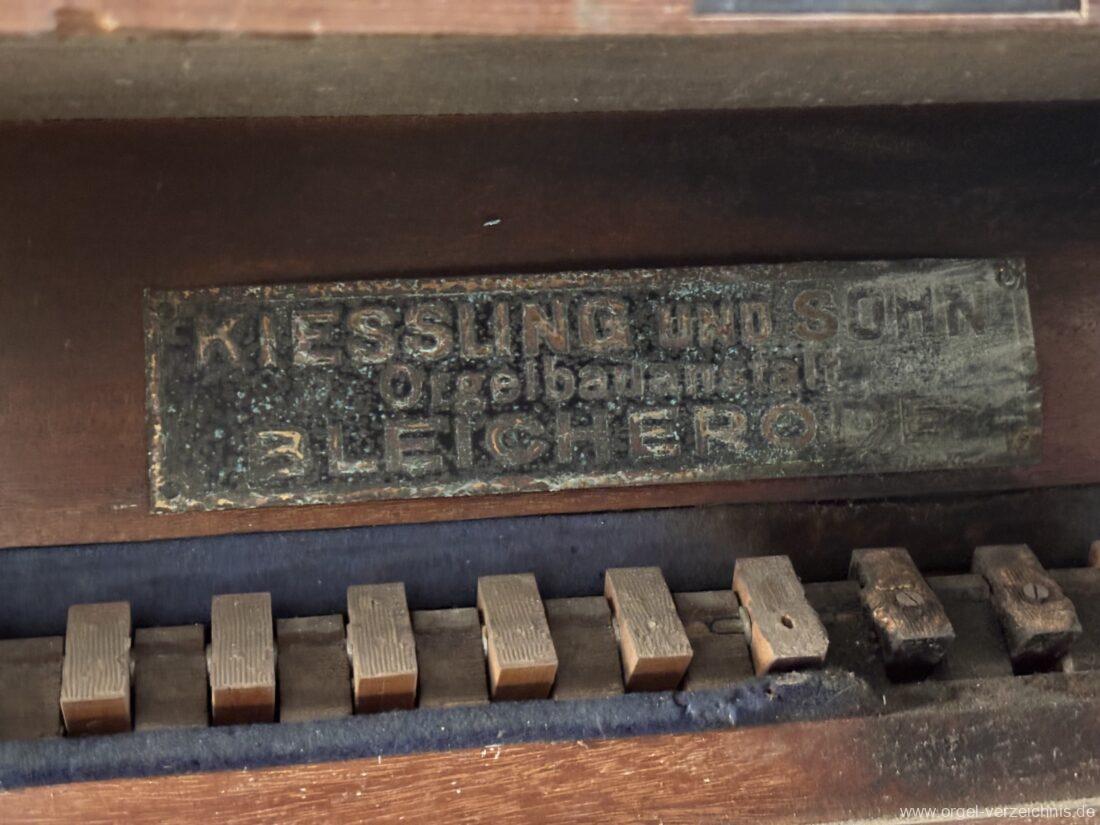 KIESSLING UND SOHN
Orgelbauanstalt
BLEICHERODE
www.orgel-verzeichnis.de